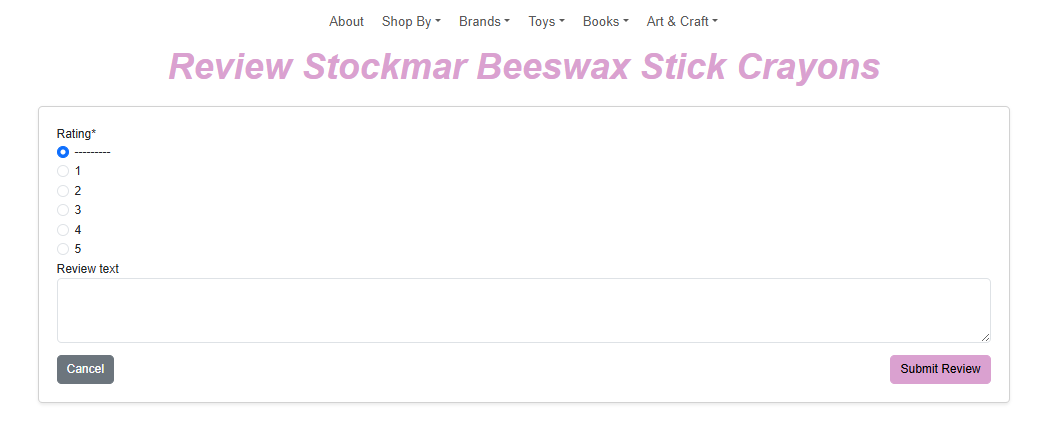 About Shop By Brands Toys Books Art & Craft
Review Stockmar Beeswax Stick Crayons
Rating*
---------
1
2
3
4
5
Review text
Cancel Submit Review